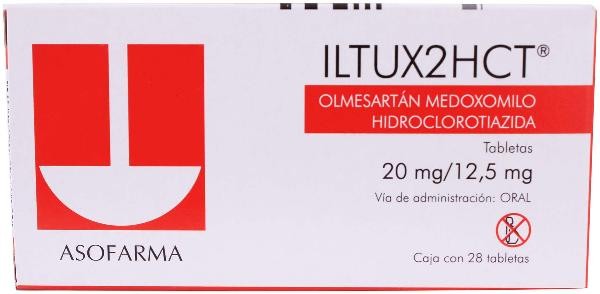 ILTUX2HCT®
OLMESARTÁN MEDOXOMILO
HIDROCLOROTIAZIDA
Tabletas
20 mg/12,5 mg
Vía de administración: ORAL
Caja con 28 tabletas
ASOFARMA